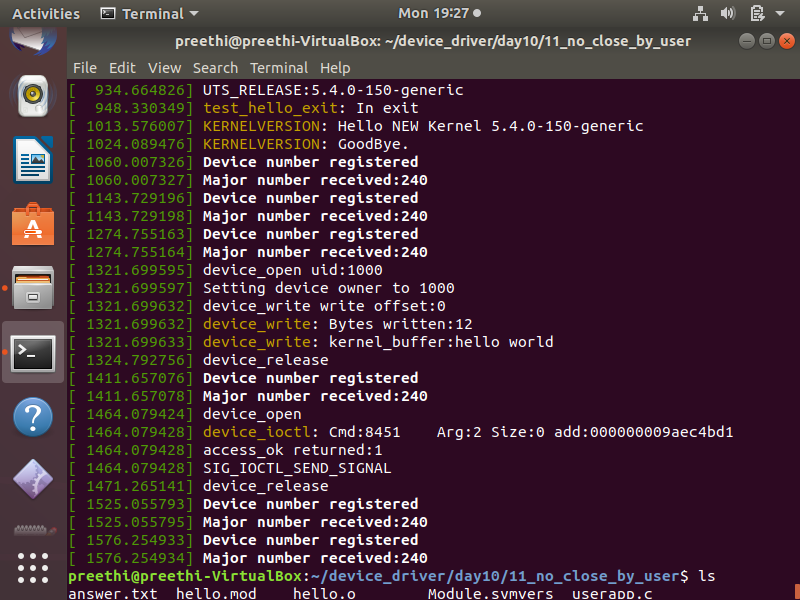 Activities Terminal Mon 19:27
preethi@preethi-VirtualBox: ~/device_driver/day10/11_no_close_by_user
File Edit View Search Terminal Help
[  934.664826] UTS_RELEASE:5.4.0-150-generic
[  948.330349] test_hello_exit: In exit
[ 1013.576007] KERNELVERSION: Hello NEW Kernel 5.4.0-150-generic
[ 1024.089476] KERNELVERSION: GoodBye.
[ 1060.007326] Device number registered
[ 1060.007327] Major number received:240
[ 1143.729196] Device number registered
[ 1143.729198] Major number received:240
[ 1274.755163] Device number registered
[ 1274.755164] Major number received:240
[ 1321.699595] device_open uid:1000
[ 1321.699597] Setting device owner to 1000
[ 1321.699632] device_write write offset:0
[ 1321.699632] device_write: Bytes written:12
[ 1321.699633] device_write: kernel_buffer:hello world
[ 1324.792756] device_release
[ 1411.657076] Device number registered
[ 1411.657078] Major number received:240
[ 1464.079424] device_open
[ 1464.079428] device_ioctl: Cmd:8451    Arg:2 Size:0 add:000000009aec4bd1
[ 1464.079428] access_ok returned:1
[ 1464.079428] SIG_IOCTL_SEND_SIGNAL
[ 1471.265141] device_release
[ 1525.055793] Device number registered
[ 1525.055795] Major number received:240
[ 1576.254933] Device number registered
[ 1576.254934] Major number received:240
preethi@preethi-VirtualBox:~/device_driver/day10/11_no_close_by_user$ ls
answer.txt  hello.mod    hello.o        Module.symvers  userapp.c